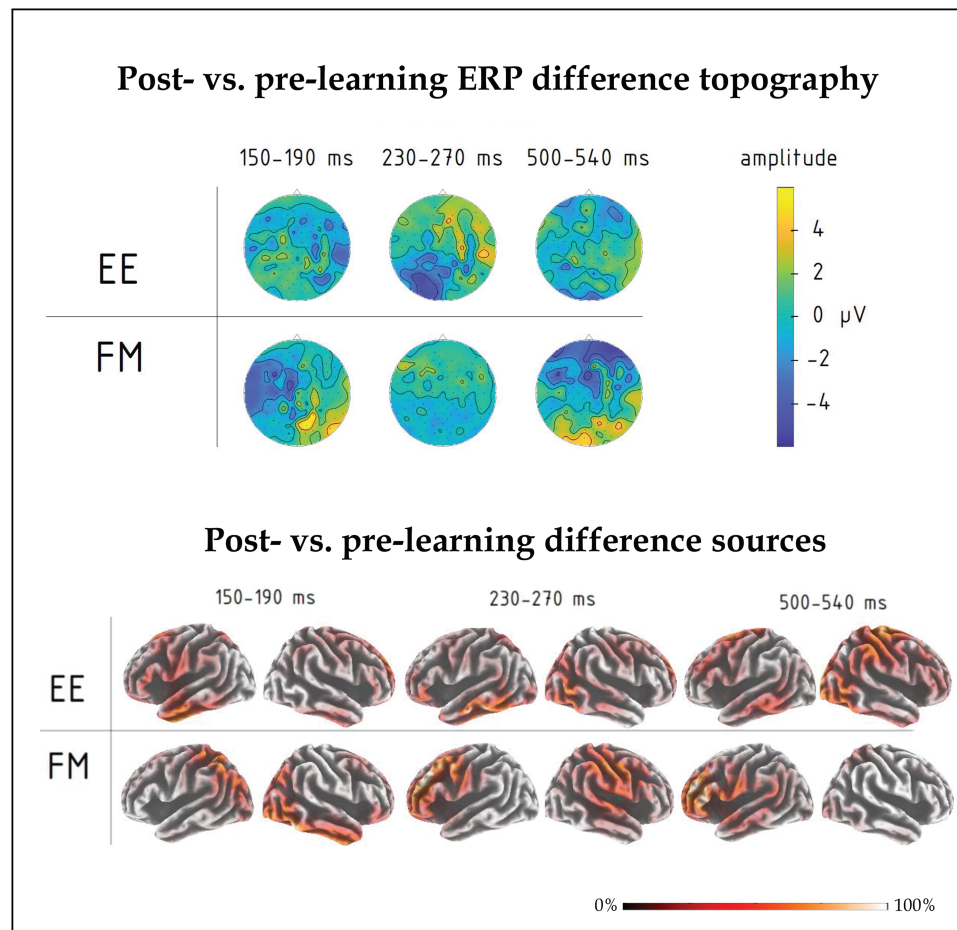 Post- vs. pre-learning ERP difference topography
150-190 ms 230-270 ms 500-540 ms amplitude
EE
FM
4
2
0 µV
-2
-4
Post- vs. pre-learning difference sources
150-190 ms 230-270 ms 500-540 ms
EE
FM
0% 100%